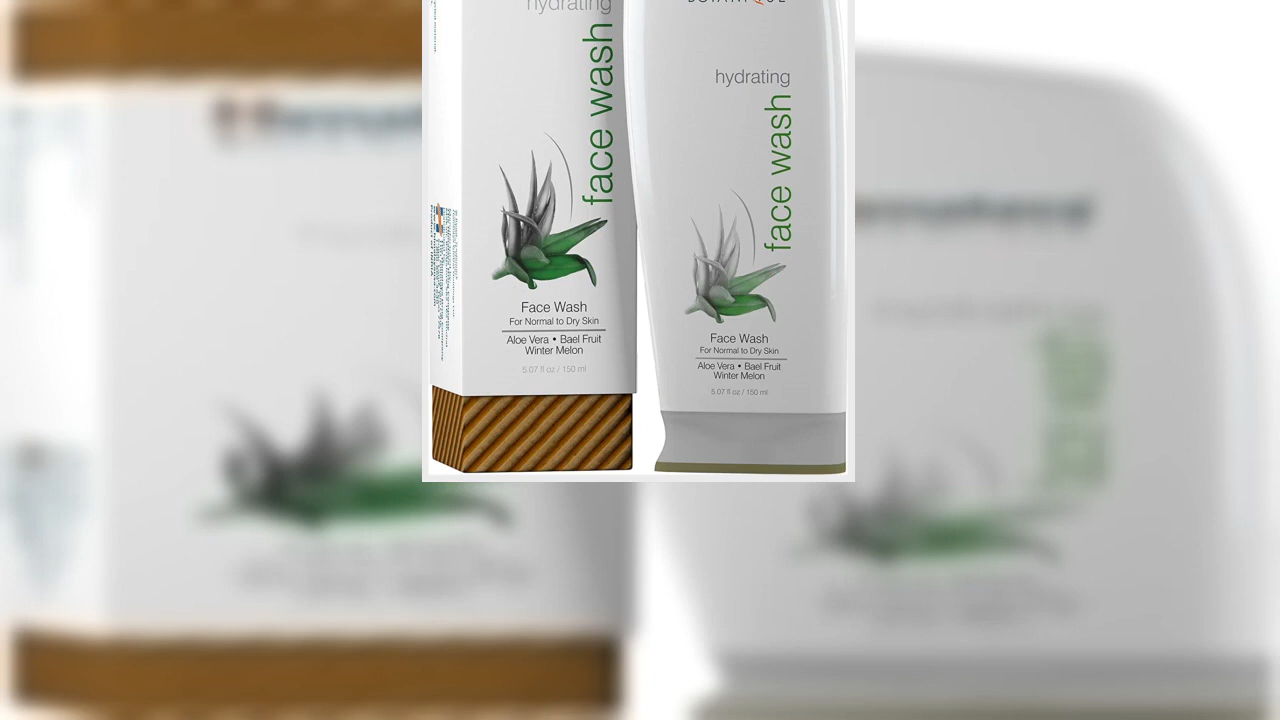 hydrating
face wash
Face Wash
For Normal to Dry Skin
Aloe Vera • Bael Fruit
Winter Melon
5.07 fl oz / 150 ml
BOTANIQUE
hydrating
face wash
Face Wash
For Normal to Dry Skin
Aloe Vera • Bael Fruit
Winter Melon
5.07 fl oz / 150 ml